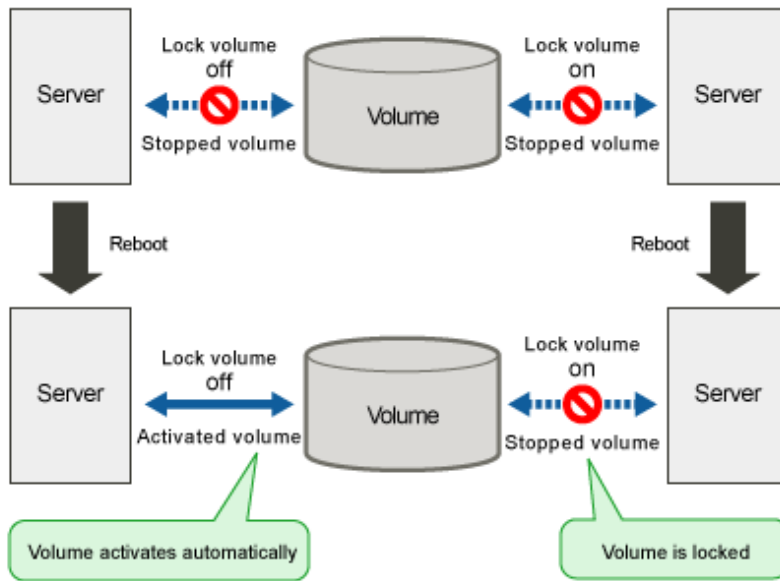 Lock volume
off
Lock volume
on
Server
Volume
Server
Stopped volume
Stopped volume
Reboot
Reboot
Lock volume
off
Lock volume
on
Server
Volume
Server
Activated volume
Stopped volume
Volume activates automatically
Volume is locked